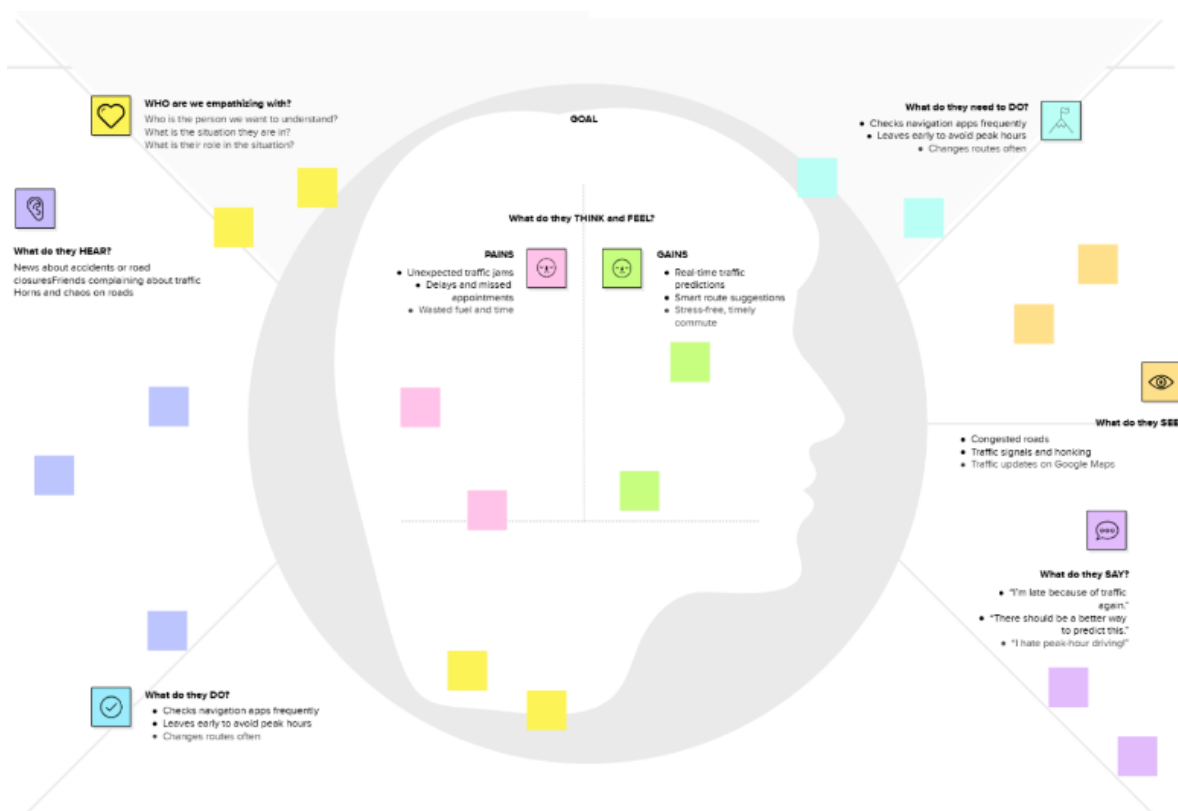 WHO are we empathizing with?
Who is the person we want to understand?
What is the situation they are in?
What is their role in the situation?
GOAL
What do they need to DO?
• Checks navigation apps frequently
• Leaves early to avoid peak hours
• Changes routes often
What do they HEAR?
News about accidents or road
closuresFriends complaining about traffic
Horns and chaos on roads
What do they THINK and FEEL?
PAINS
• Unexpected traffic jams
• Delays and missed
appointments
• Wasted fuel and time
GAINS
• Real-time traffic
predictions
• Smart route suggestions
• Stress-free, timely
commute
What do they SEE
• Congested roads
• Traffic signals and honking
• Traffic updates on Google Maps
What do they SAY?
• "I'm late because of traffic
again."
• "There should be a better way
to predict this."
• "I hate peak-hour driving!"
What do they DO?
• Checks navigation apps frequently
• Leaves early to avoid peak hours
• Changes routes often